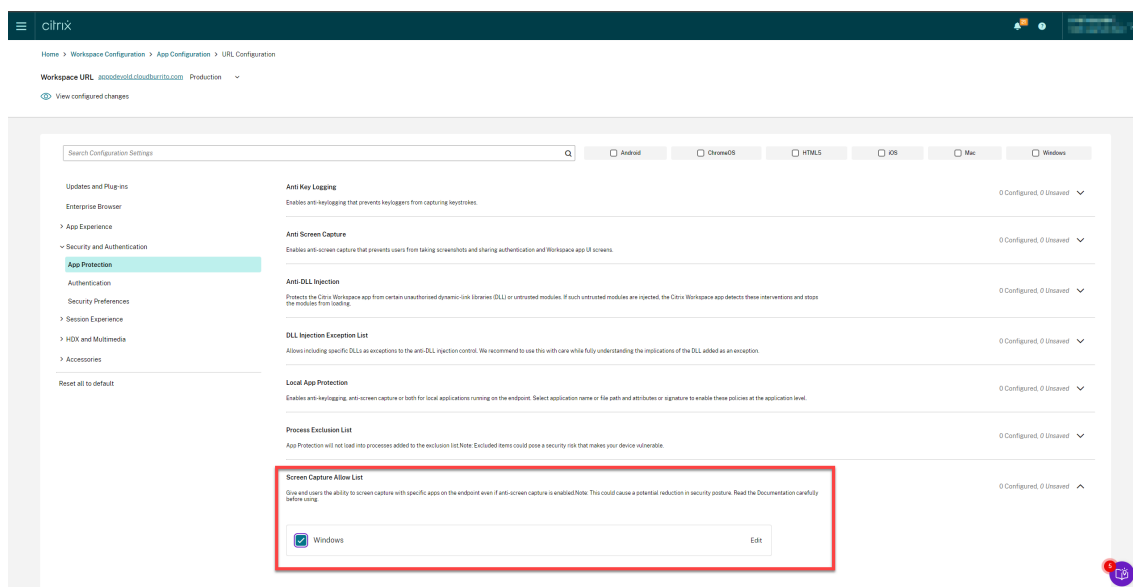 citrix
Home > Workspace Configuration > App Configuration > URL Configuration
Workspace URL apppdevold.cloudburrito.com Production
View configured changes
Search Configuration Settings
Android
ChromeOS
HTML5
iOS
Mac
Windows
Updates and Plug-ins
Enterprise Browser
> App Experience
Security and Authentication
App Protection
Authentication
Security Preferences
> Session Experience
> HDX and Multimedia
> Accessories
Reset all to default
Anti Key Logging
Enables anti-keylogging that prevents keyloggers from capturing keystrokes.
0 Configured, 0 Unsaved
Anti Screen Capture
Enables anti-screen capture that prevents users from taking screenshots and sharing authentication and Workspace app UI screens.
0 Configured, 0 Unsaved
Anti-DLL Injection
Protects the Citrix Workspace app from certain unauthorised dynamic-link libraries (DLL) or untrusted modules. If such untrusted modules are injected, the Citrix Workspace app detects these interventions and stops
the modules from loading.
0 Configured, 0 Unsaved
DLL Injection Exception List
Allows including specific DLLs as exceptions to the anti-DLL injection control. We recommend to use this with care while fully understanding the implications of the DLL added as an exception.
0 Configured, 0 Unsaved
Local App Protection
Enables anti-keylogging, anti-screen capture or both for local applications running on the endpoint. Select application name or file path and attributes or signature to enable these policies at the application level.
0 Configured, 0 Unsaved
Process Exclusion List
App Protection will not load into processes added to the exclusion list.Note: Excluded items could pose a security risk that makes your device vulnerable.
0 Configured, 0 Unsaved
Screen Capture Allow List
Give end users the ability to screen capture with specific apps on the endpoint even if anti-screen capture is enabled.Note: This could cause a potential reduction in security posture. Read the Documentation carefully
before using.
0 Configured, 0 Unsaved
Windows
Edit
5